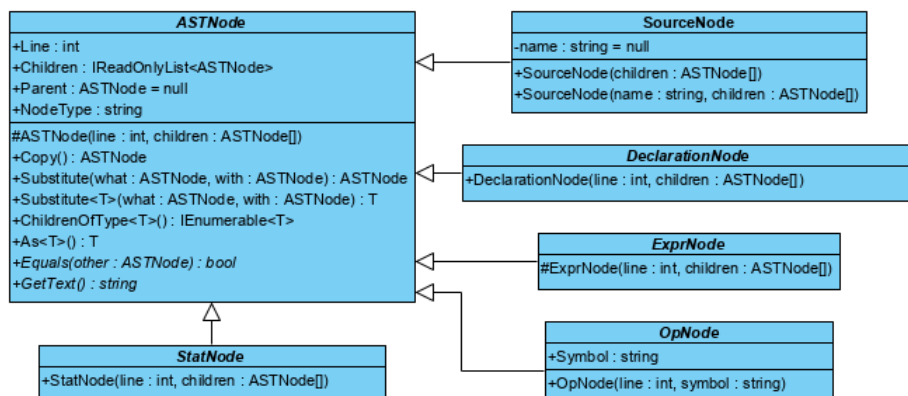 ASTNode
+Line : int
+Children : IReadOnlyList<ASTNode>
+Parent : ASTNode = null
+NodeType : string
#ASTNode(line : int, children : ASTNode[])
+Copy() : ASTNode
+Substitute(what : ASTNode, with : ASTNode) : ASTNode
+Substitute<T>(what : ASTNode, with : ASTNode) : T
+ChildrenOfType<T>() : IEnumerable<T>
+As<T>() : T
+Equals(other : ASTNode) : bool
+GetText() : string
SourceNode
-name : string = null
+SourceNode(children : ASTNode[])
+SourceNode(name : string, children : ASTNode[])
DeclarationNode
+DeclarationNode(line : int, children : ASTNode[])
ExprNode
#ExprNode(line : int, children : ASTNode[])
OpNode
+Symbol : string
+OpNode(line : int, symbol : string)
StatNode
+StatNode(line : int, children : ASTNode[])